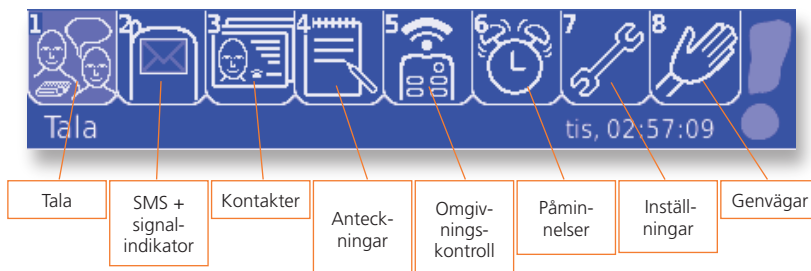 1 2 3 4 5 6 7 8
Tala tis, 02:57:09
Tala
SMS +
signal-
indikator
Kontakter
Anteck-
ningar
Omgiv-
nings-
kontroll
Påmin-
nelser
Inställ-
ningar
Genvägar